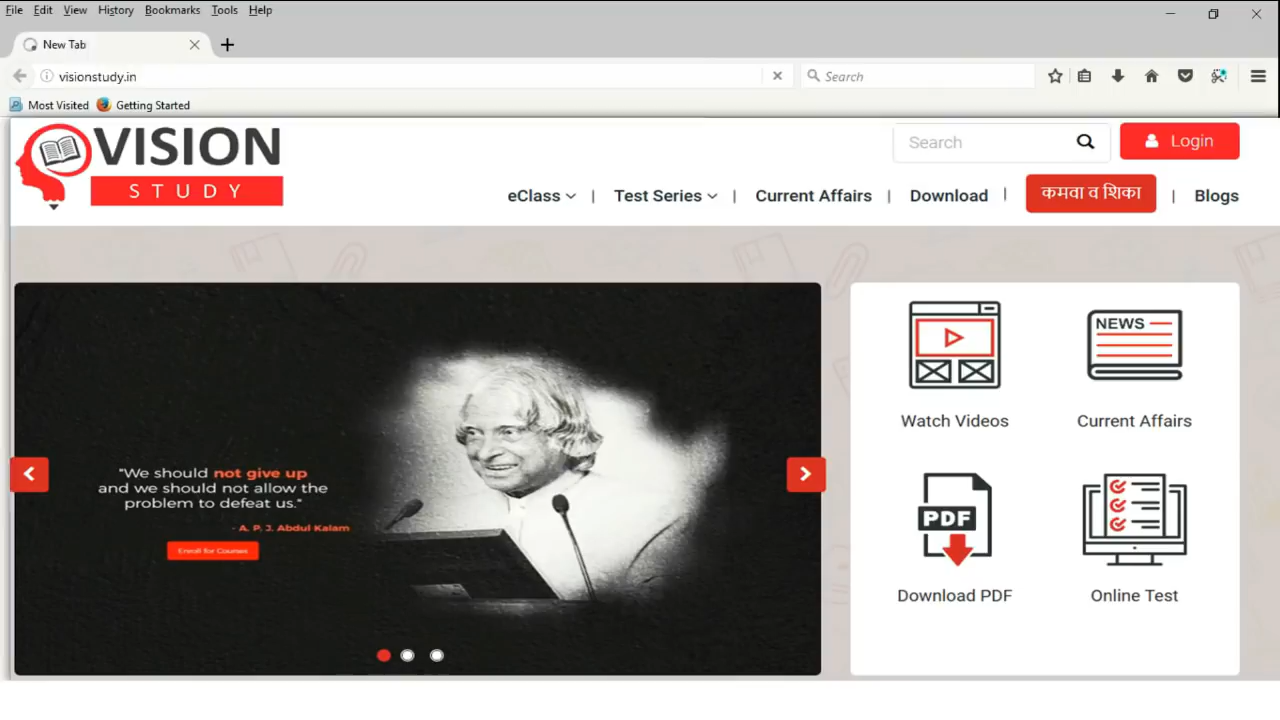 File Edit View History Bookmarks Tools Help
New Tab
visionstudy.in
Search
Most Visited Getting Started
VISION
STUDY
Search
Login
eClass | Test Series | Current Affairs | Download | कमवा व शिका | Blogs
"We should not give up
and we should not allow the
problem to defeat us."
- A. P. J. Abdul Kalam
Enroll for Courses
Watch Videos
NEWS
Current Affairs
PDF
Download PDF
Online Test